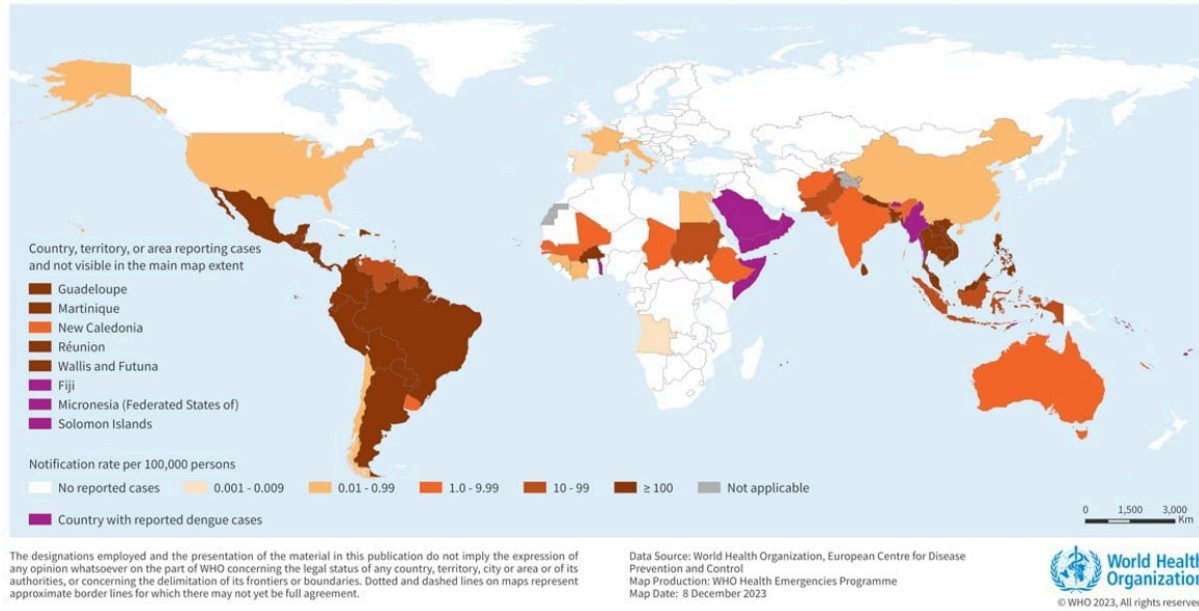 Country, territory, or area reporting cases
and not visible in the main map extent
Guadeloupe
Martinique
New Caledonia
Réunion
Wallis and Futuna
Fiji
Micronesia (Federated States of)
Solomon Islands
Notification rate per 100,000 persons
No reported cases 0.001 - 0.009 0.01 - 0.99 1.0 - 9.99 10 - 99 ≥ 100 Not applicable
Country with reported dengue cases
0 1,500 3,000
Km
The designations employed and the presentation of the material in this publication do not imply the expression of
any opinion whatsoever on the part of WHO concerning the legal status of any country, territory, city or area or of its
authorities, or concerning the delimitation of its frontiers or boundaries. Dotted and dashed lines on maps represent
approximate border lines for which there may not yet be full agreement.
Data Source: World Health Organization, European Centre for Disease
Prevention and Control
Map Production: WHO Health Emergencies Programme
Map Date: 8 December 2023
World Health
Organization
© WHO 2023, All rights reserved